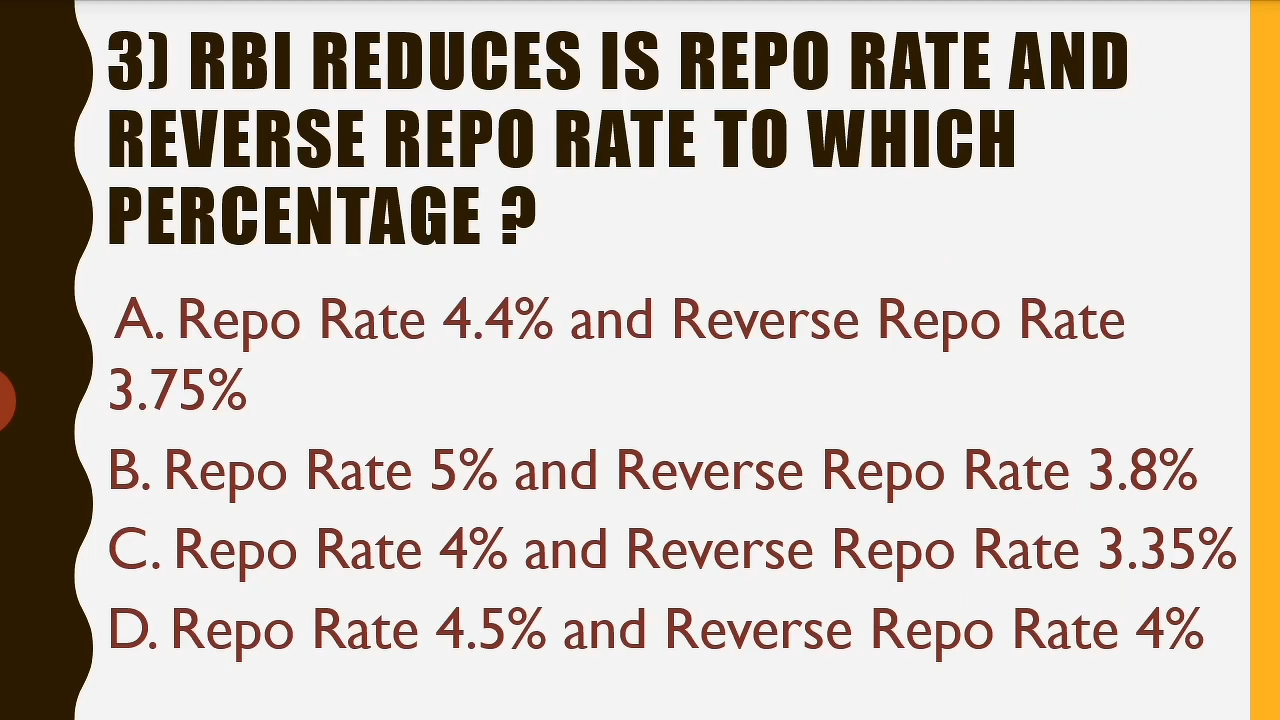 3) RBI REDUCES IS REPO RATE AND
REVERSE REPO RATE TO WHICH
PERCENTAGE ?
A. Repo Rate 4.4% and Reverse Repo Rate
3.75%
B. Repo Rate 5% and Reverse Repo Rate 3.8%
C. Repo Rate 4% and Reverse Repo Rate 3.35%
D. Repo Rate 4.5% and Reverse Repo Rate 4%